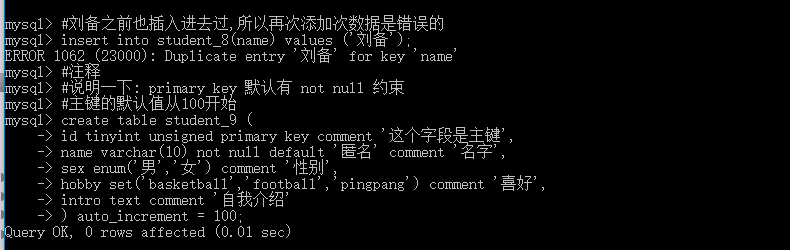 mysql> #刘备之前也插入进去过,所以再次添加次数据是错误的
mysql> insert into student_8(name) values ('刘备');
ERROR 1062 (23000): Duplicate entry '刘备' for key 'name'
mysql> #注释
mysql> #说明一下: primary key 默认有 not null 约束
mysql> #主键的默认值从100开始
mysql> create table student_9 (
    -> id tinyint unsigned primary key comment '这个字段是主键',
    -> name varchar(10) not null default '匿名' comment '名字',
    -> sex enum('男','女') comment '性别',
    -> hobby set('basketball','football','pingpang') comment '喜好',
    -> intro text comment '自我介绍'
    -> ) auto_increment = 100;
Query OK, 0 rows affected (0.01 sec)